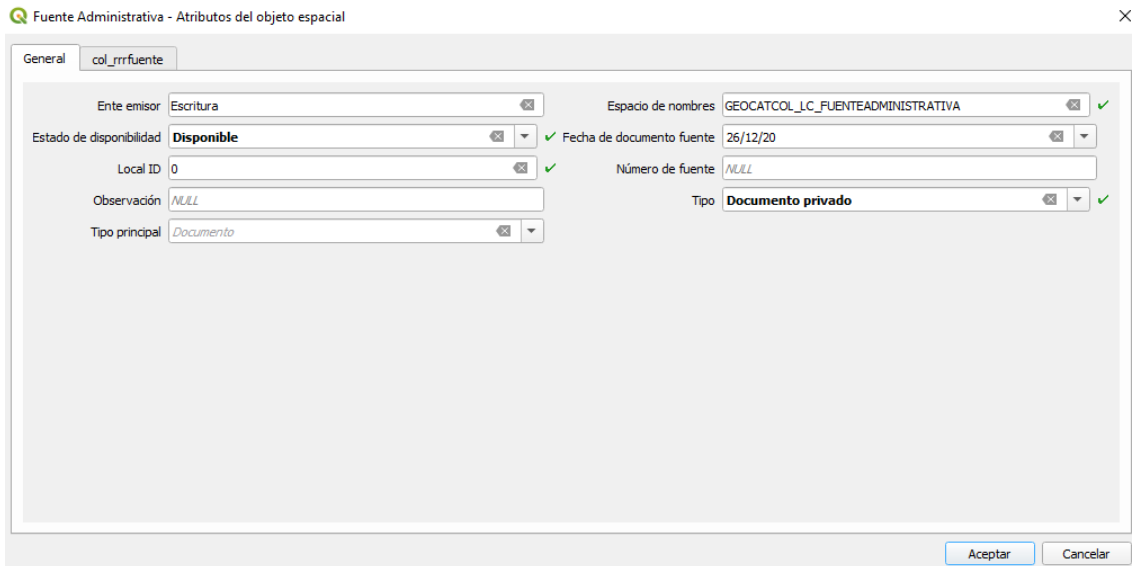 Fuente Administrativa - Atributos del objeto espacial
General col_rrrfuente
Ente emisor Escritura Espacio de nombres GEOCATCOL_LC_FUENTEADMINISTRATIVA
Estado de disponibilidad Disponible Fecha de documento fuente 26/12/20
Local ID 0 Número de fuente NULL
Observación NULL Tipo Documento privado
Tipo principal Documento
Aceptar Cancelar